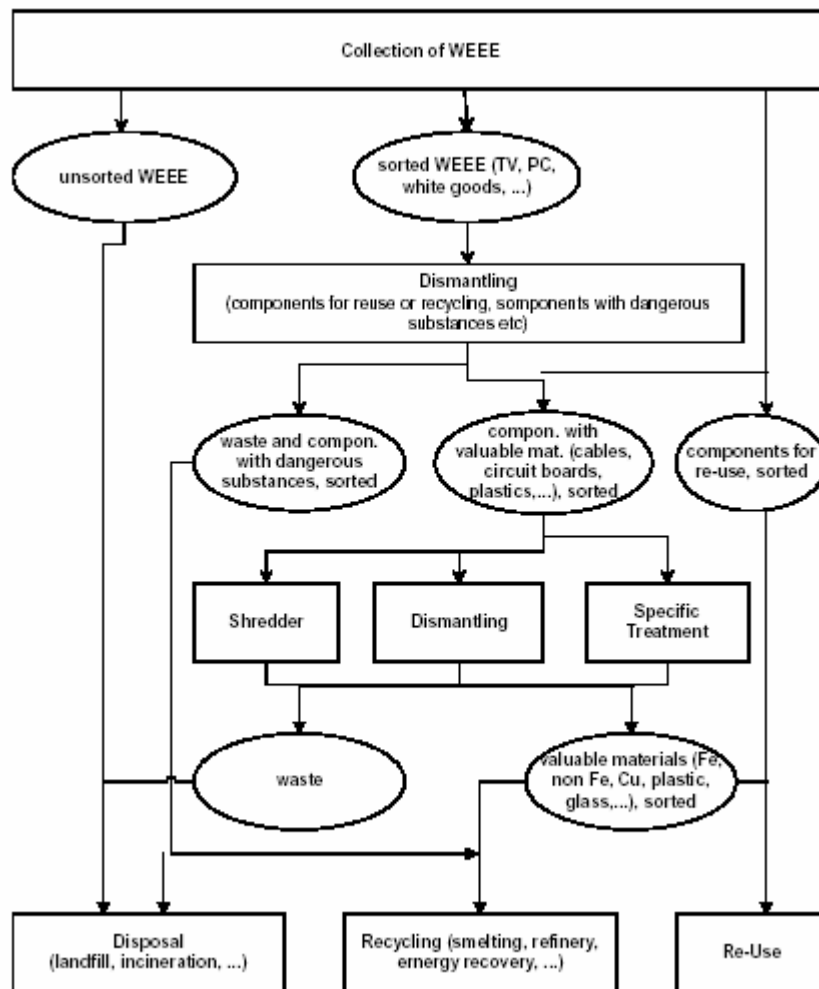 Collection of WEEE
unsorted WEEE
sorted WEEE (TV, PC,
white goods, ...)
Dismantling
(components for reuse or recycling, somponents with dangerous
substances etc)
waste and compon.
with dangerous
substances, sorted
compon. with
valuable mat. (cables,
circuit boards,
plastics,...), sorted
components for
re-use, sorted
Shredder
Dismantling
Specific
Treatment
waste
valuable materials (Fe,
non Fe, Cu, plastic,
glass,...), sorted
Disposal
(landfill, incineration, ...)
Recycling (smelting, refinery,
ernergy recovery, ...)
Re-Use